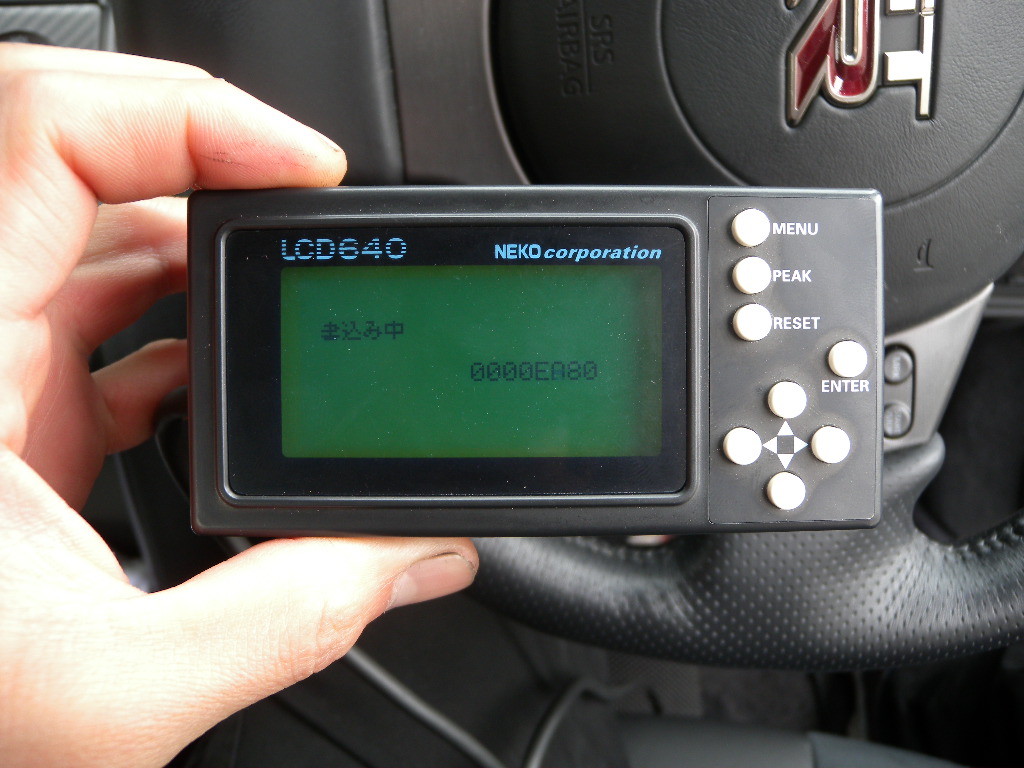 SRS
AIRBAG
LCD640
NEKO corporation
書込み中
0000EA80
MENU
PEAK
RESET
ENTER